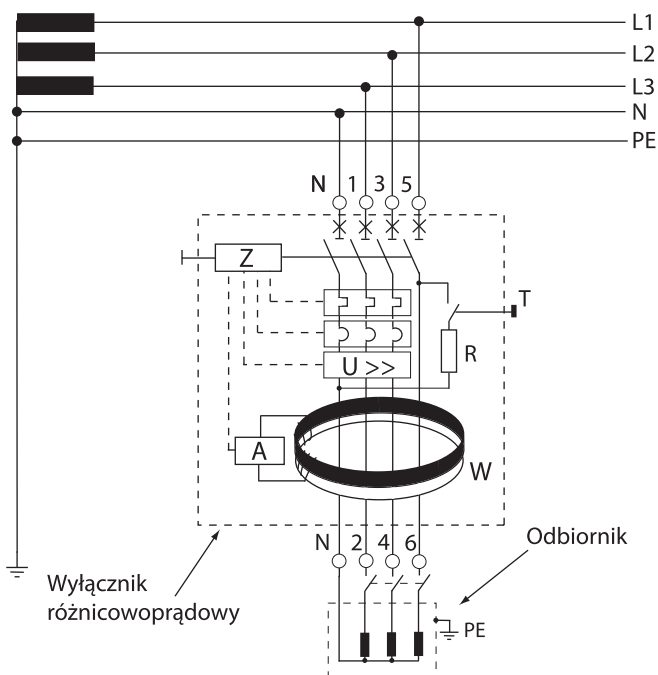 L1
L2
L3
N
PE
N 1 3 5
Z
T
R
U >>
A
W
N 2 4 6
Odbiornik
Wyłącznik
różnicowoprądowy
PE